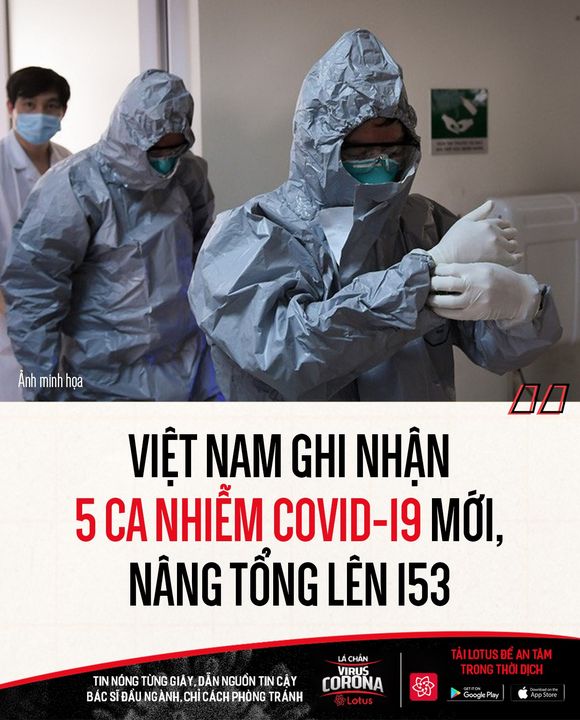 Ảnh minh họa
VIỆT NAM GHI NHẬN
5 CA NHIỄM COVID-19 MỚI,
NÂNG TỔNG LÊN 153
TIN NÓNG TỪNG GIÂY, DẪN NGUỒN TIN CẬY
BÁC SĨ ĐẦU NGÀNH, CHỈ CÁCH PHÒNG TRÁNH
LÁ CHẮN
VIRUS
CORONA
Lotus
TẢI LOTUS ĐỂ AN TÂM
TRONG THỜI DỊCH
GET IT ON
Google Play
Download on the
App Store